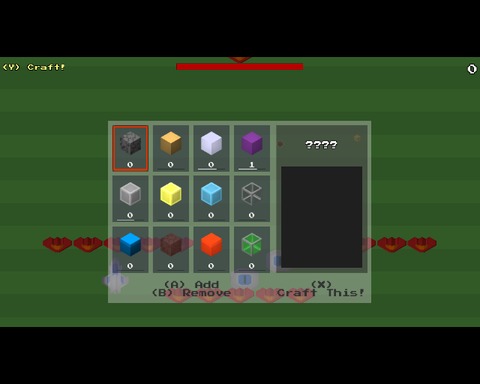 (Y) Craft!
0
????
0 0 0 1
0 0 0 0
0 0 0 0
(A) Add
(B) Remove
(X)
Craft This!